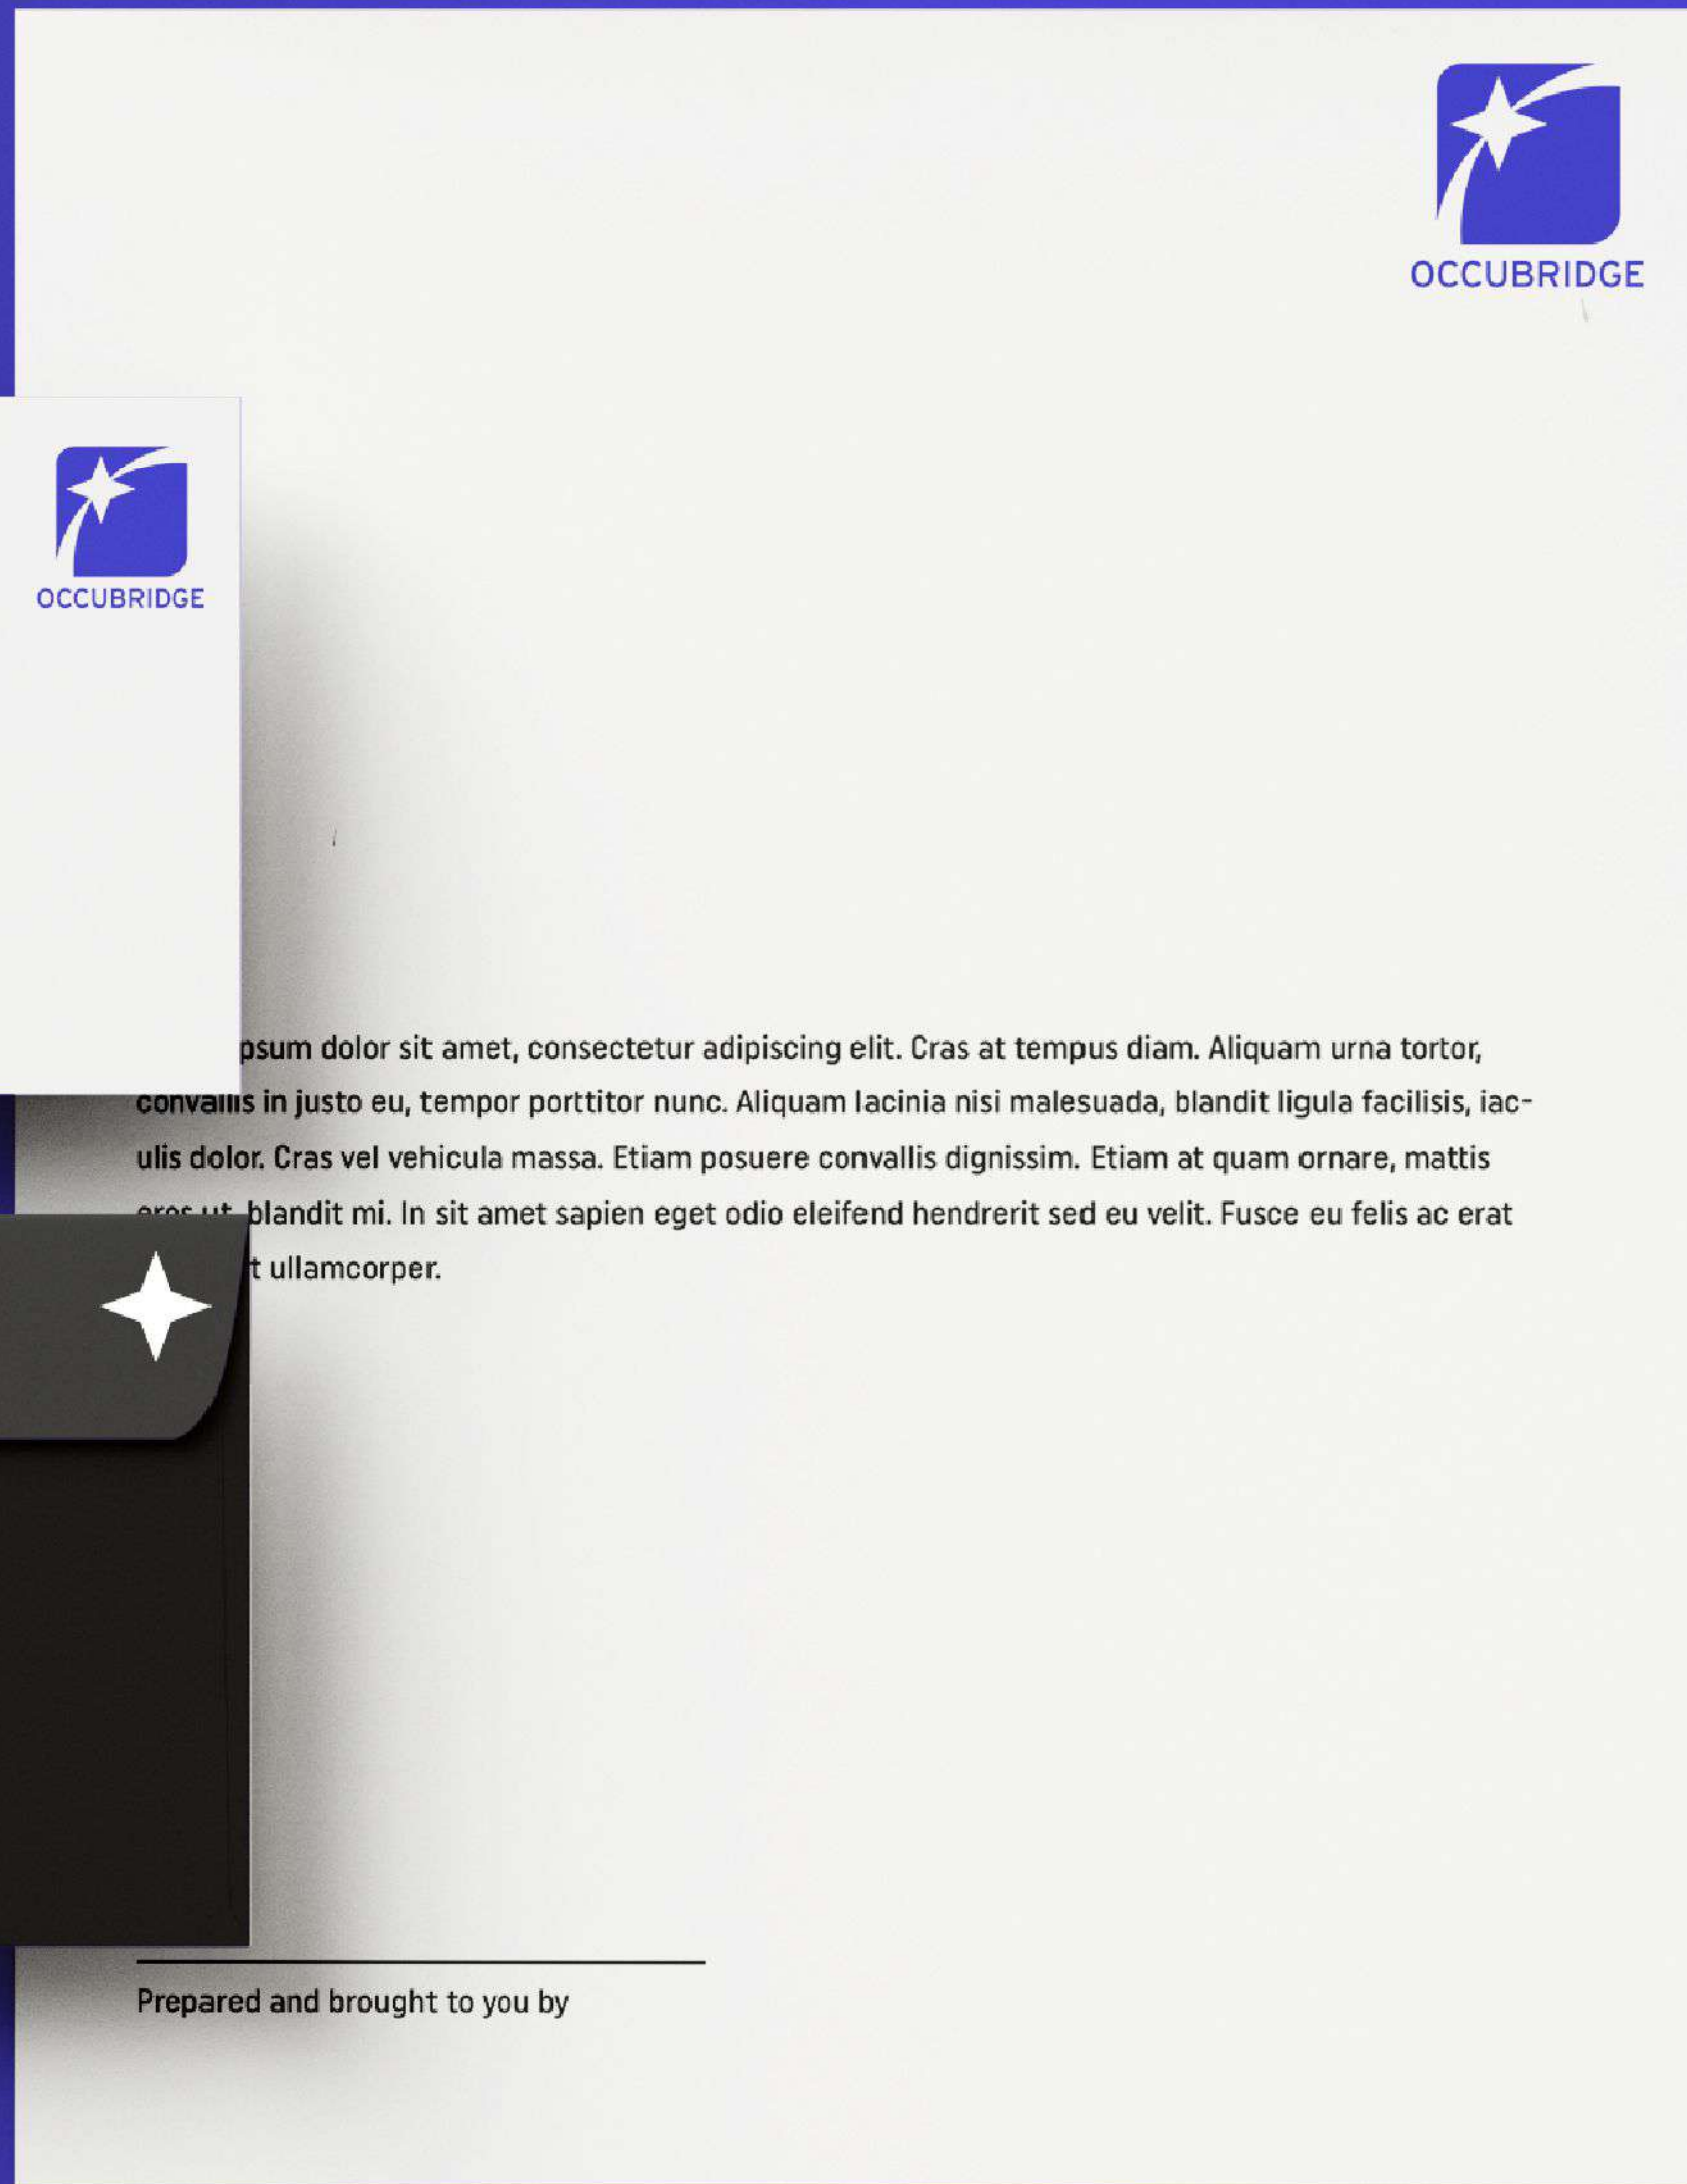 OCCUBRIDGE
OCCUBRIDGE
psum dolor sit amet, consectetur adipiscing elit. Cras at tempus diam. Aliquam urna tortor,
convallis in justo eu, tempor porttitor nunc. Aliquam lacinia nisi malesuada, blandit ligula facilisis, iac-
ulis dolor. Cras vel vehicula massa. Etiam posuere convallis dignissim. Etiam at quam ornare, mattis
eros ut, blandit mi. In sit amet sapien eget odio eleifend hendrerit sed eu velit. Fusce eu felis ac erat
t ullamcorper.
Prepared and brought to you by